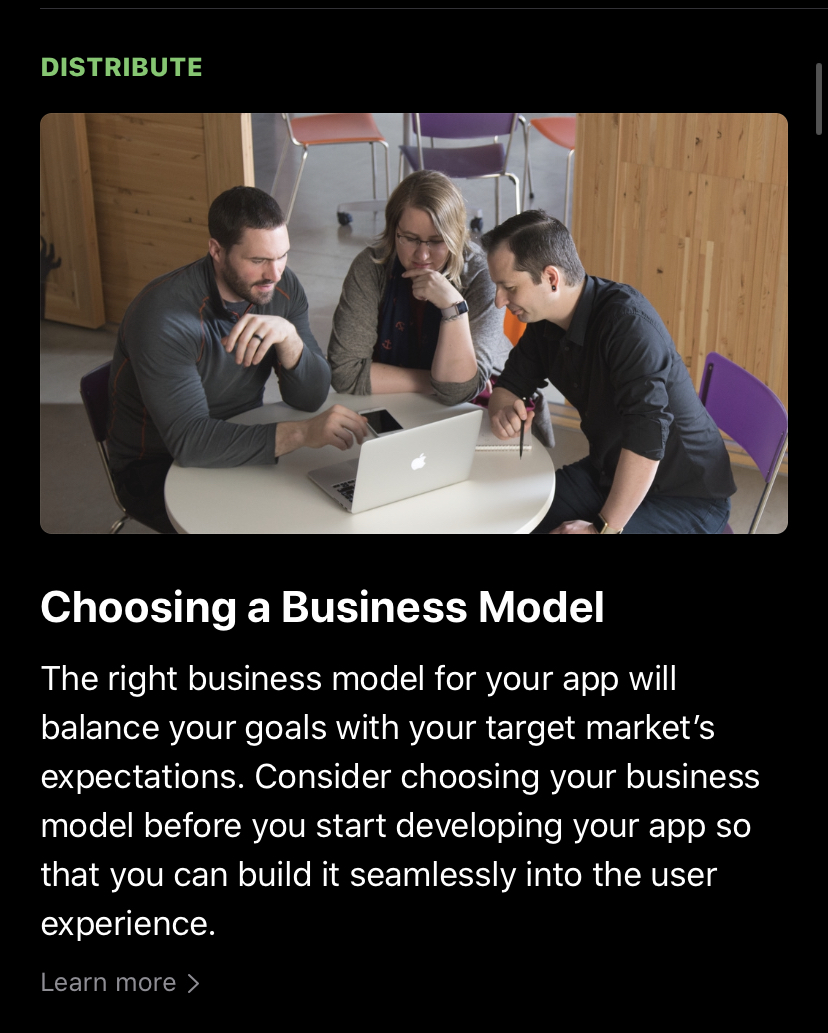 DISTRIBUTE
Choosing a Business Model
The right business model for your app will
balance your goals with your target market’s
expectations. Consider choosing your business
model before you start developing your app so
that you can build it seamlessly into the user
experience.
Learn more >